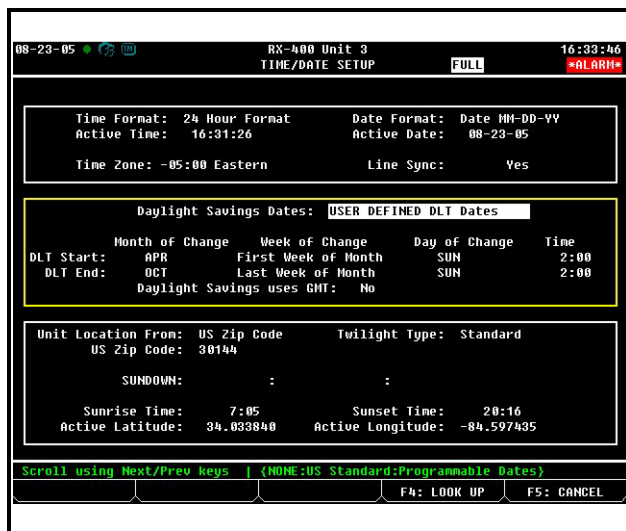 08-23-05 RX-400 Unit 3 16:33:46
TIME/DATE SETUP FULL *ALARM*
Time Format: 24 Hour Format Date Format: Date MM-DD-YY
Active Time: 16:31:26 Active Date: 08-23-05
Time Zone: -05:00 Eastern Line Sync: Yes
Daylight Savings Dates: USER DEFINED DLT Dates
Month of Change Week of Change Day of Change Time
DLT Start: APR First Week of Month SUN 2:00
DLT End: OCT Last Week of Month SUN 2:00
Daylight Savings uses GMT: No
Unit Location From: US Zip Code Twilight Type: Standard
US Zip Code: 30144
SUNDOWN: : :
Sunrise Time: 7:05 Sunset Time: 20:16
Active Latitude: 34.033840 Active Longitude: -84.597435
Scroll using Next/Prev keys | {NONE:US Standard:Programmable Dates}
F4: LOOK UP F5: CANCEL